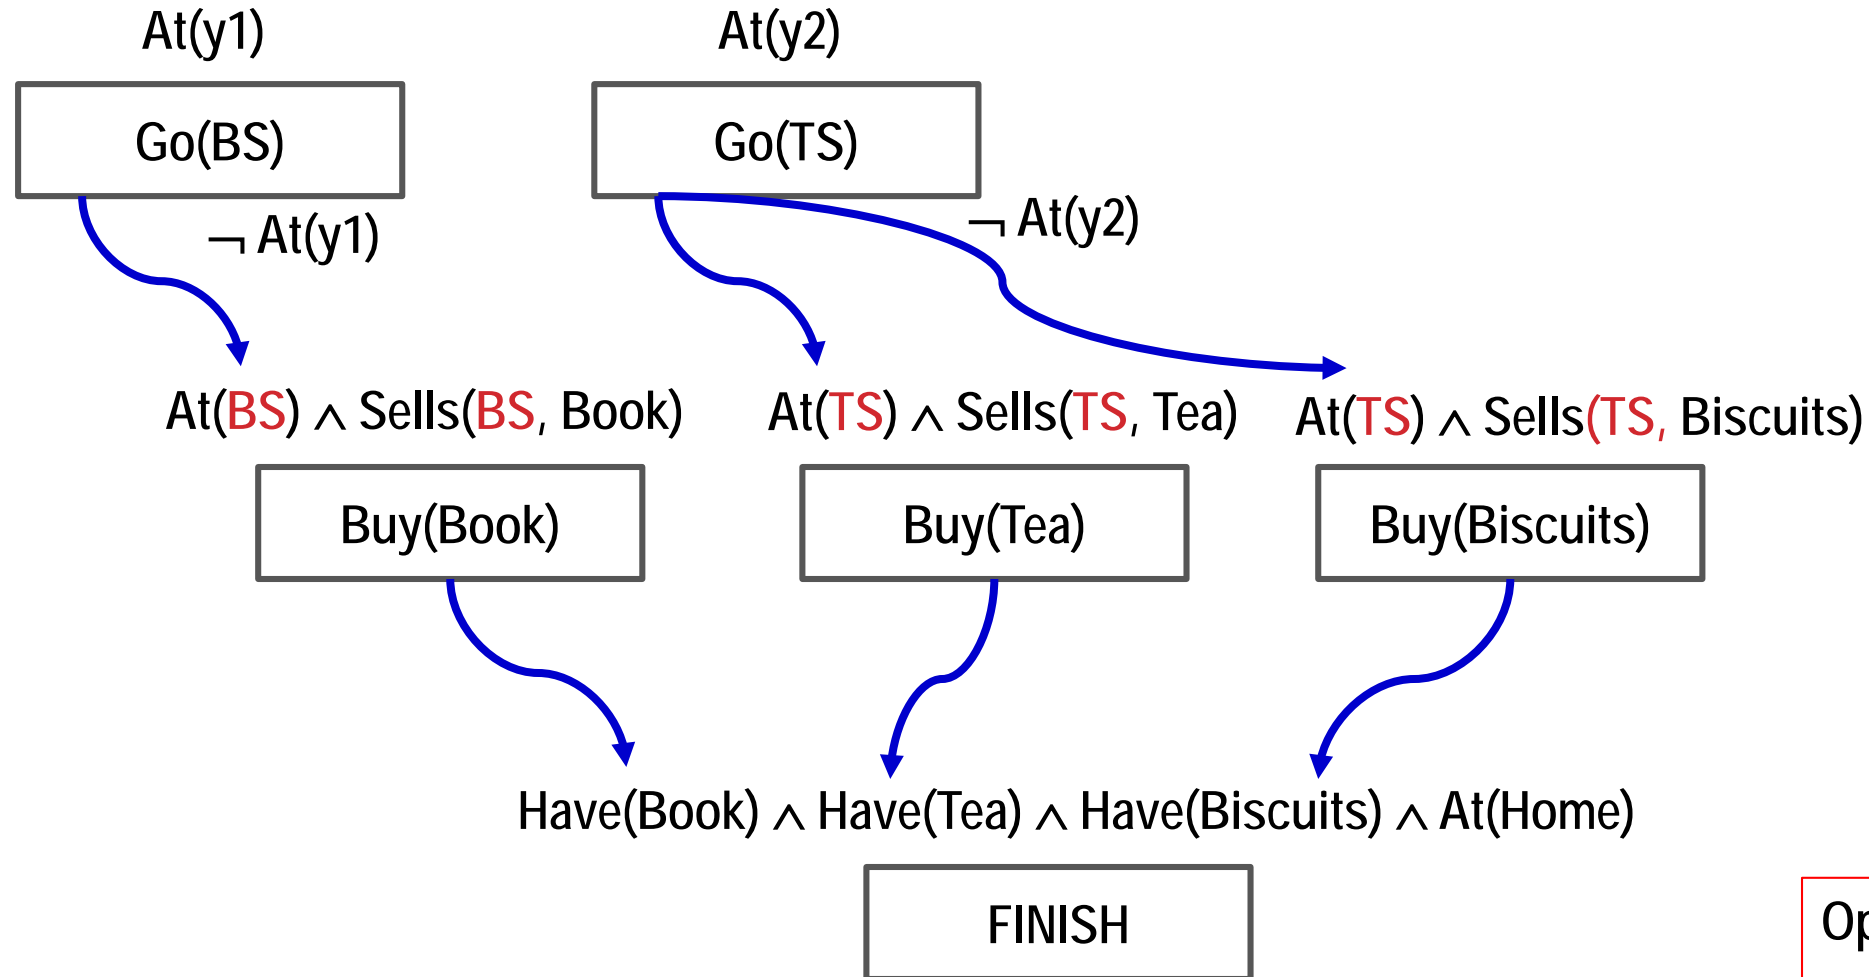 At(y1)
At(y2)
Go(BS)
Go(TS)
¬ At(y1)
¬ At(y2)
At(BS) ∧ Sells(BS, Book)
At(TS) ∧ Sells(TS, Tea)
At(TS) ∧ Sells(TS, Biscuits)
Buy(Book)
Buy(Tea)
Buy(Biscuits)
Have(Book) ∧ Have(Tea) ∧ Have(Biscuits) ∧ At(Home)
FINISH